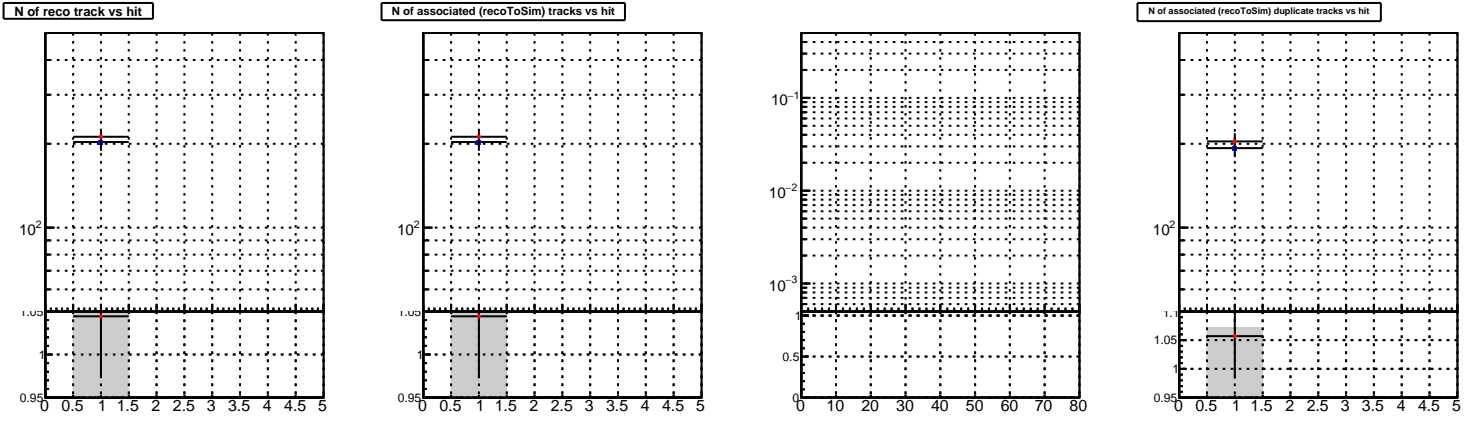 N of reco track vs hit
10²
1.05
1
0.95
0 0.5 1 1.5 2 2.5 3 3.5 4 4.5 5
N of associated (recoToSim) tracks vs hit
10²
1.05
1
0.95
0 0.5 1 1.5 2 2.5 3 3.5 4 4.5 5
10⁻¹
10⁻²
10⁻³
1
0.5
0
0 10 20 30 40 50 60 70 80
N of associated (recoToSim) duplicate tracks vs hit
10²
1.1
1.05
1
0.95
0 0.5 1 1.5 2 2.5 3 3.5 4 4.5 5